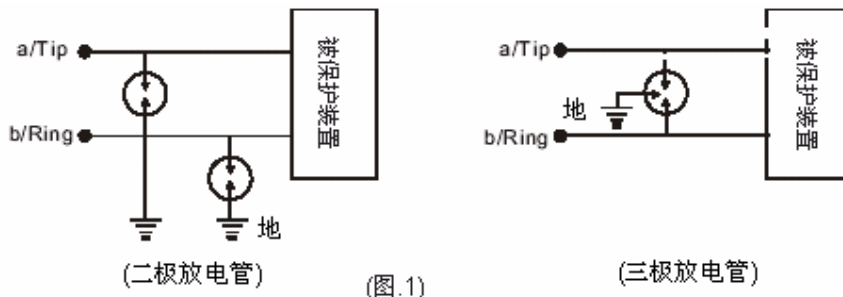 a/Tip
b/Ring
被保护装置
地
(二极放电管)
a/Tip
b/Ring
地
被保护装置
(三极放电管)
(图.1)